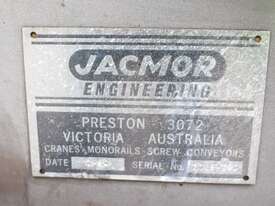 JACMOR
ENGINEERING
PRESTON 3072
VICTORIA AUSTRALIA
CRANES-MONORAILS-SCREW CONVEYORS
DATE SERIAL No.